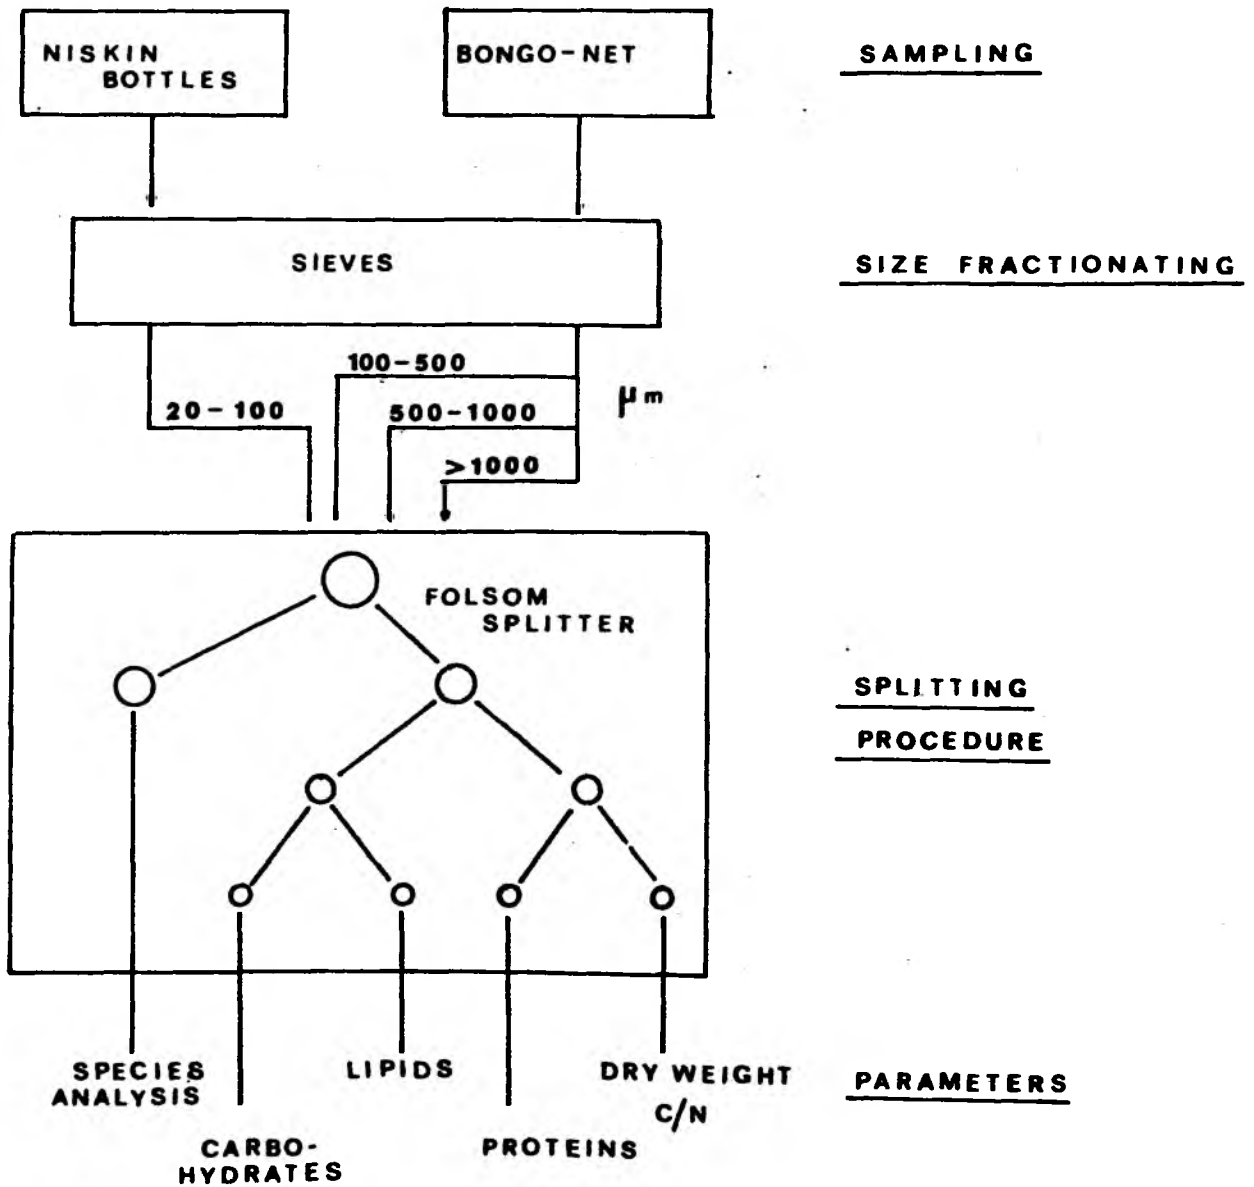 NISKIN
BOTTLES
BONGO-NET
SAMPLING
SIEVES
SIZE FRACTIONATING
100-500
µm
20-100
500-1000
>1000
FOLSOM
SPLITTER
SPLITTING
PROCEDURE
SPECIES
ANALYSIS
LIPIDS
DRY WEIGHT
C/N
PARAMETERS
CARBO-
HYDRATES
PROTEINS